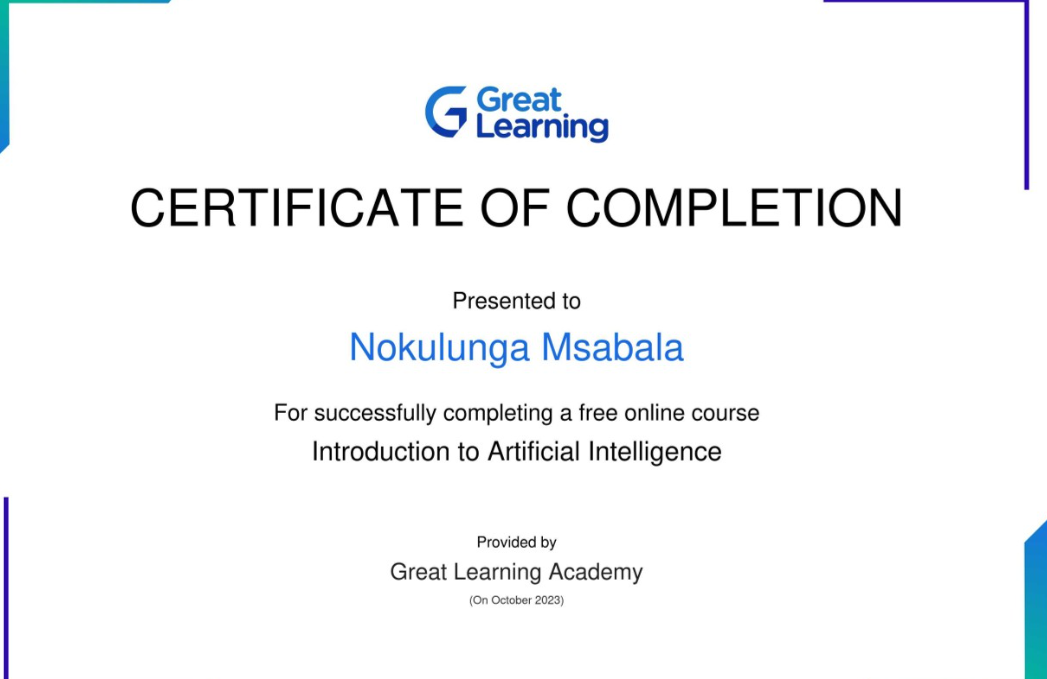 Great
Learning
CERTIFICATE OF COMPLETION
Presented to
Nokulunga Msabala
For successfully completing a free online course
Introduction to Artificial Intelligence
Provided by
Great Learning Academy
(On October 2023)